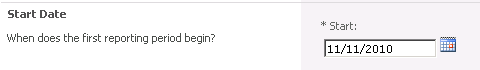 Start Date
When does the first reporting period begin?
* Start:
11/11/2010